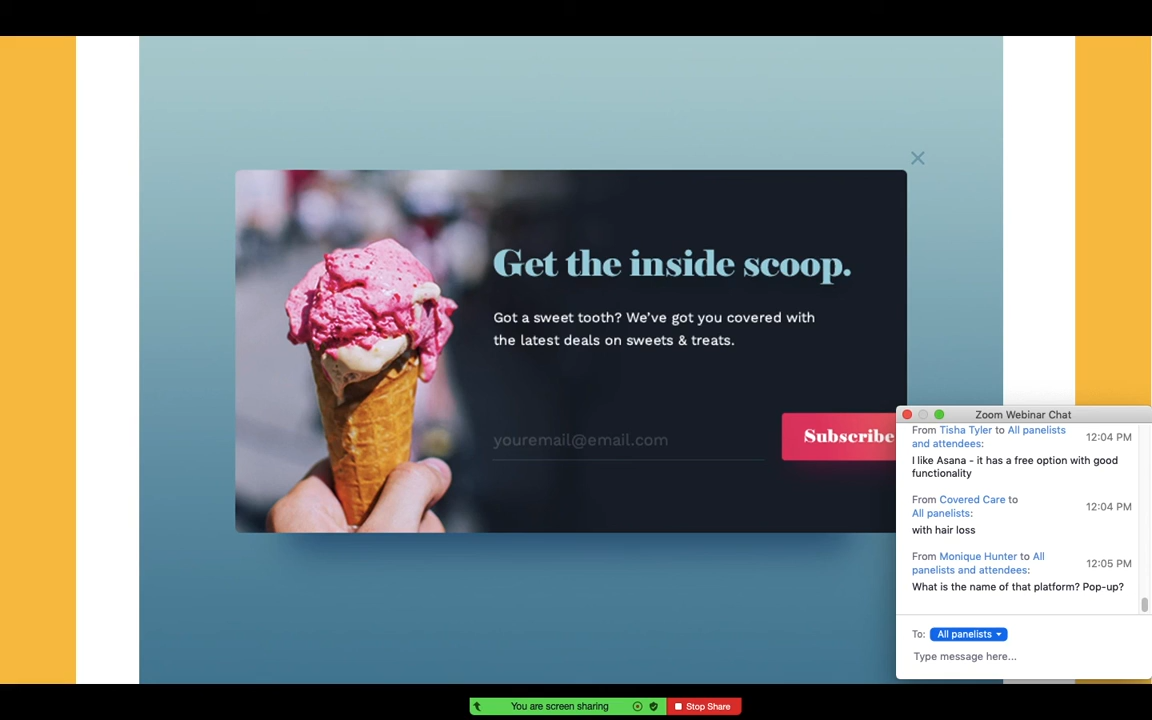 Get the inside scoop.
Got a sweet tooth? We've got you covered with
the latest deals on sweets & treats.
youremail@email.com
Subscribe
Zoom Webinar Chat
From Tisha Tyler to All panelists
and attendees:
12:04 PM
I like Asana - it has a free option with good
functionality
From Covered Care to
All panelists:
12:04 PM
with hair loss
From Monique Hunter to All
panelists and attendees:
12:05 PM
What is the name of that platform? Pop-up?
To: All panelists
Type message here...
You are screen sharing
Stop Share